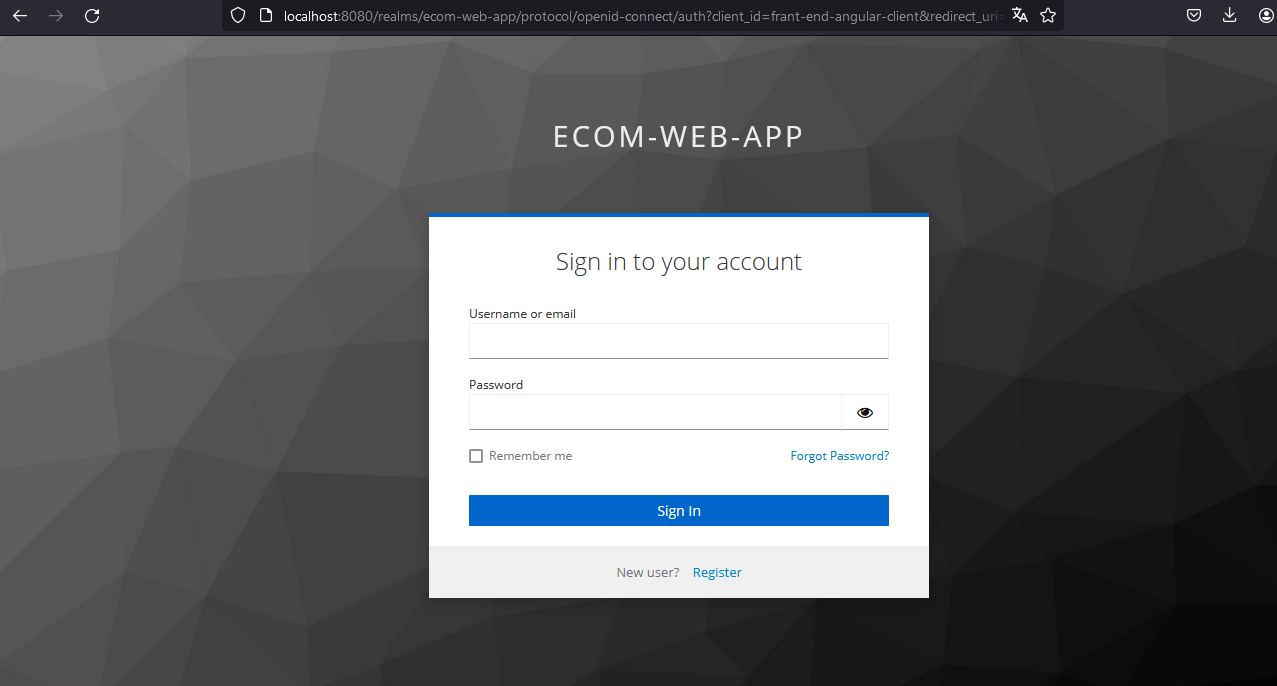 localhost:8080/realms/ecom-web-app/protocol/openid-connect/auth?client_id=frant-end-angular-client&redirect_uri=
ECOM-WEB-APP
Sign in to your account
Username or email
Password
Remember me Forgot Password?
Sign In
New user? Register